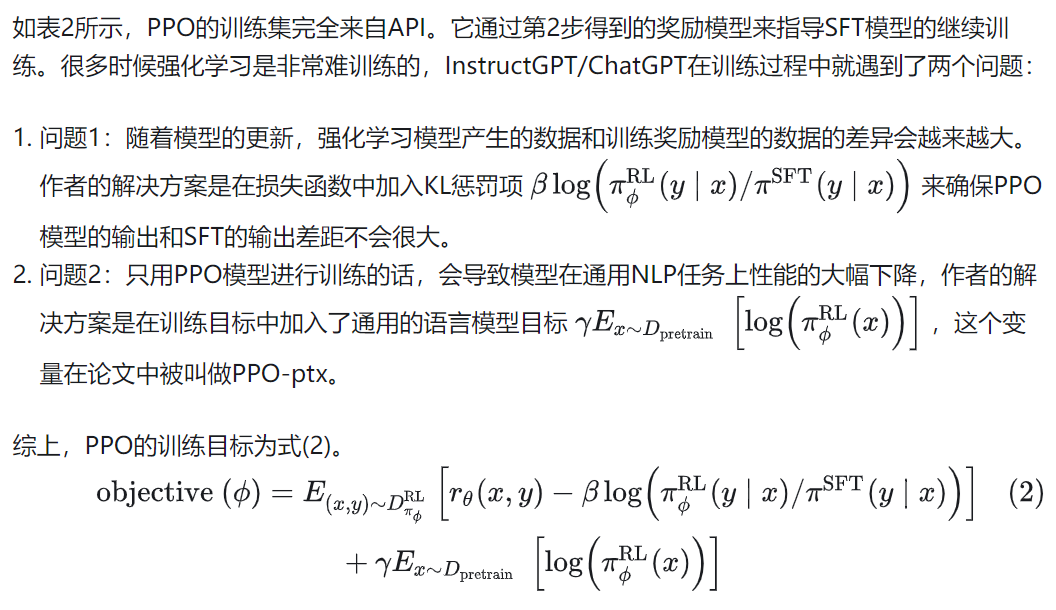 如表2所示，PPO的训练集完全来自API。它通过第2步得到的奖励模型来指导SFT模型的继续训
练。很多时候强化学习是非常难训练的，InstructGPT/ChatGPT在训练过程中就遇到了两个问题：
1. 问题1：随着模型的更新，强化学习模型产生的数据和训练奖励模型的数据的差异会越来越大。
作者的解决方案是在损失函数中加入KL惩罚项 $\beta \log\left(\pi_\phi^{\mathrm{RL}}(y \mid x)/\pi^{\mathrm{SFT}}(y \mid x)\right)$ 来确保PPO
模型的输出和SFT的输出差距不会很大。
2. 问题2：只用PPO模型进行训练的话，会导致模型在通用NLP任务上性能的大幅下降，作者的解
决方案是在训练目标中加入了通用的语言模型目标 $\gamma E_{x \sim D_{\text{pretrain}}} \left[\log\left(\pi_\phi^{\mathrm{RL}}(x)\right)\right]$ ，这个变
量在论文中被叫做PPO-ptx。
综上，PPO的训练目标为式(2)。
$\text{objective}\,(\phi) = E_{(x,y) \sim D_{\pi_\phi^{\mathrm{RL}}}} \left[r_\theta(x,y) - \beta \log\left(\pi_\phi^{\mathrm{RL}}(y \mid x)/\pi^{\mathrm{SFT}}(y \mid x)\right)\right] \quad (2)$
$+ \gamma E_{x \sim D_{\text{pretrain}}} \left[\log\left(\pi_\phi^{\mathrm{RL}}(x)\right)\right]$